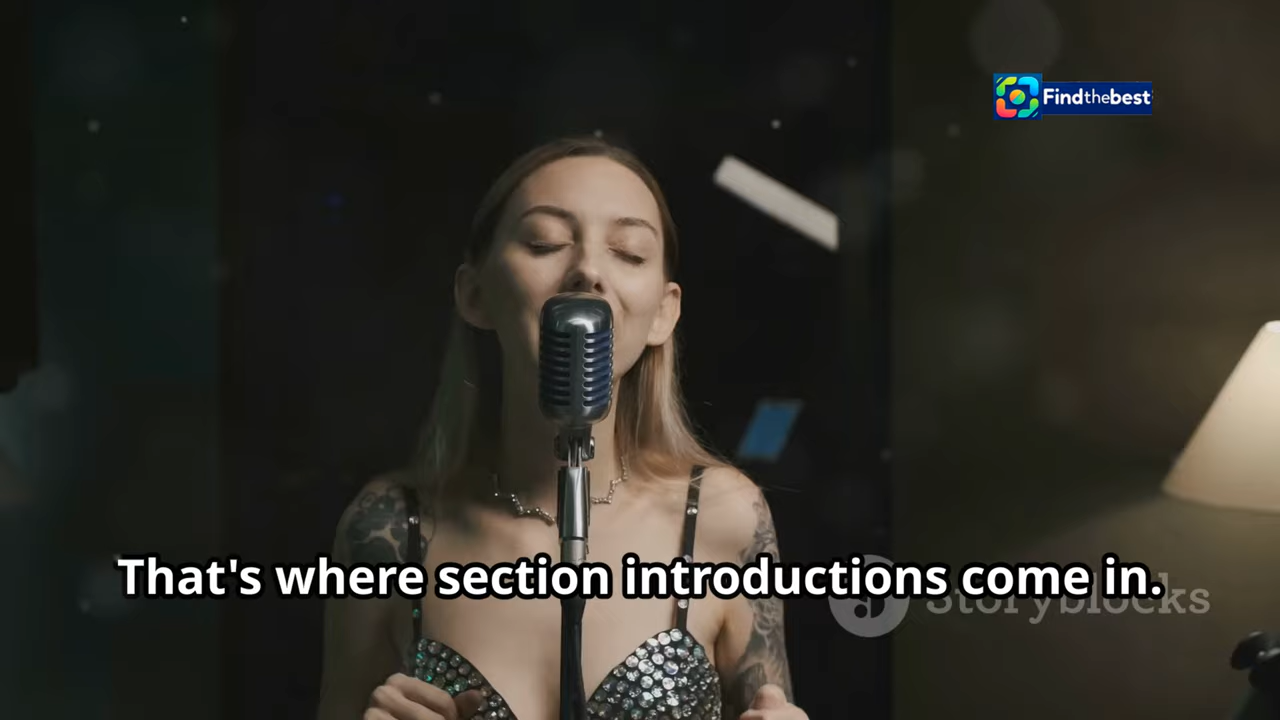 Findthebest
That's where section introductions come in.
Storyblocks